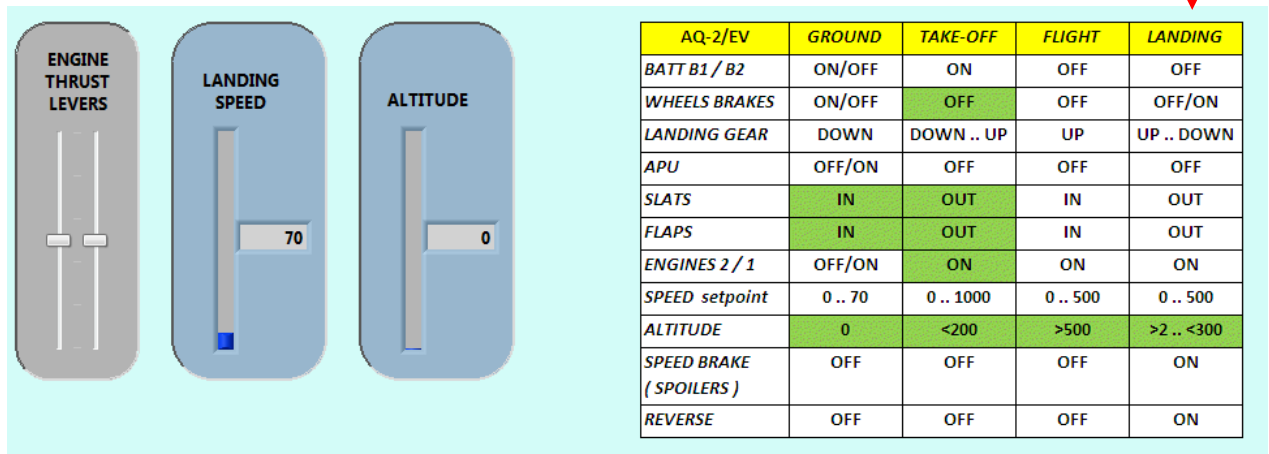 ENGINE
THRUST
LEVERS
LANDING
SPEED
70
ALTITUDE
0
AQ-2/EV GROUND TAKE-OFF FLIGHT LANDING
BATT B1 / B2 ON/OFF ON OFF OFF
WHEELS BRAKES ON/OFF OFF OFF OFF/ON
LANDING GEAR DOWN DOWN .. UP UP UP .. DOWN
APU OFF/ON OFF OFF OFF
SLATS IN OUT IN OUT
FLAPS IN OUT IN OUT
ENGINES 2 / 1 OFF/ON ON ON ON
SPEED setpoint 0 .. 70 0 .. 1000 0 .. 500 0 .. 500
ALTITUDE 0 <200 >500 >2 .. <300
SPEED BRAKE OFF OFF OFF ON
( SPOILERS )
REVERSE OFF OFF OFF ON